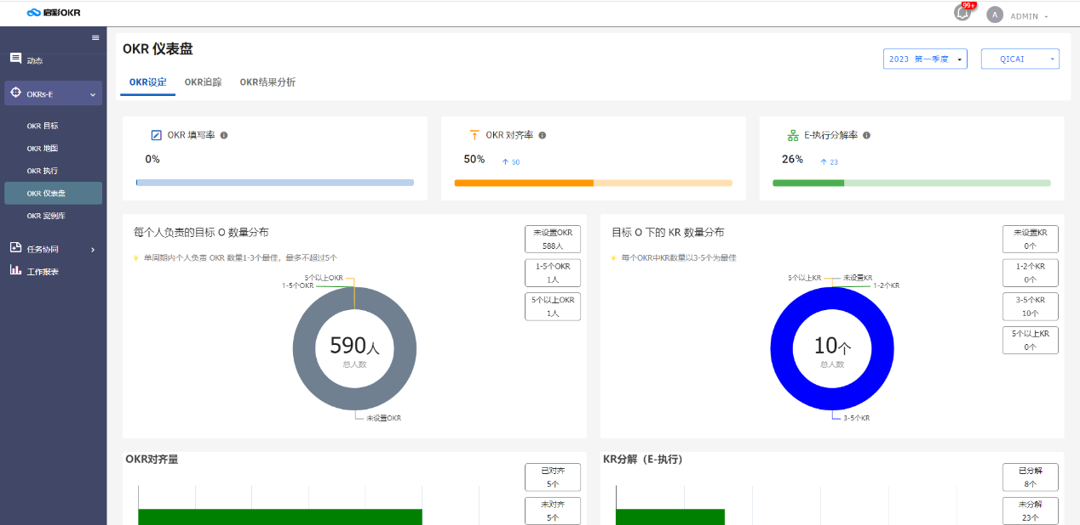 启彩OKR
99+
A ADMIN
动态
OKRs-E
OKR 目标
OKR 地图
OKR 执行
OKR 仪表盘
OKR 案例库
任务协同
工作报表
OKR 仪表盘
2023 第一季度
QICAI
OKR设定 OKR追踪 OKR结果分析
OKR 填写率
0%
OKR 对齐率
50% 50
E-执行分解率
26% 23
每个人负责的目标 O 数量分布
单周期内个人负责 OKR 数量1-3个最佳，最多不超过5个
未设置OKR
588人
1-5个OKR
1人
5个以上OKR
1人
5个以上OKR
1-5个OKR
590人
总人数
未设置OKR
目标 O 下的 KR 数量分布
每个OKR中KR数量以3-5个为最佳
未设置KR
0个
1-2个KR
0个
3-5个KR
10个
5个以上KR
0个
5个以上KR 未设置KR
1-2个KR
10个
总人数
3-5个KR
OKR对齐量
已对齐
5个
未对齐
5个
KR分解（E-执行）
已分解
8个
未分解
23个